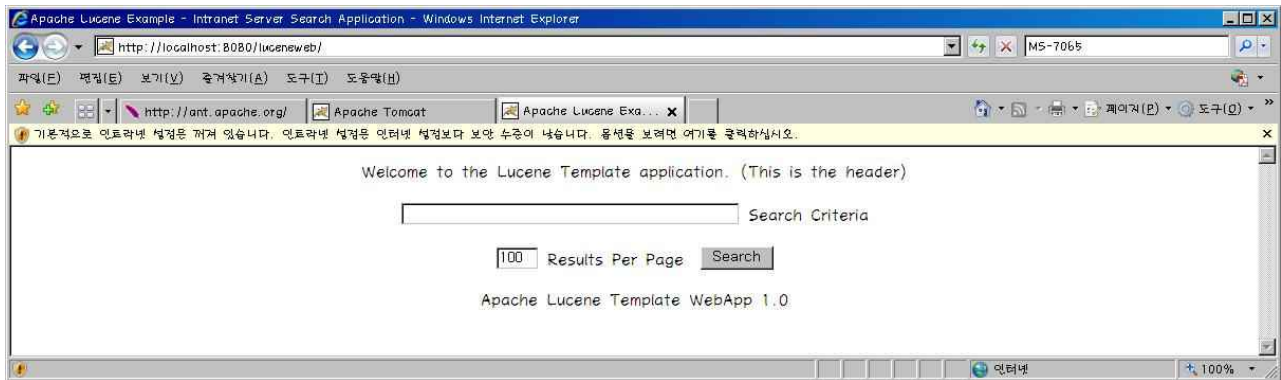 Apache Lucene Example - Intranet Server Search Application - Windows Internet Explorer
http://localhost:8080/luceneweb/
MS-7065
파일(F) 편집(E) 보기(V) 즐겨찾기(A) 도구(T) 도움말(H)
http://ant.apache.org/ Apache Tomcat Apache Lucene Exa... 페이지(P) 도구(O)
기본적으로 인트라넷 설정은 꺼져 있습니다. 인트라넷 설정은 인터넷 설정보다 보안 수준이 낮습니다. 옵션을 보려면 여기를 클릭하십시오.
Welcome to the Lucene Template application. (This is the header)
Search Criteria
100 Results Per Page Search
Apache Lucene Template WebApp 1.0
인터넷 100%